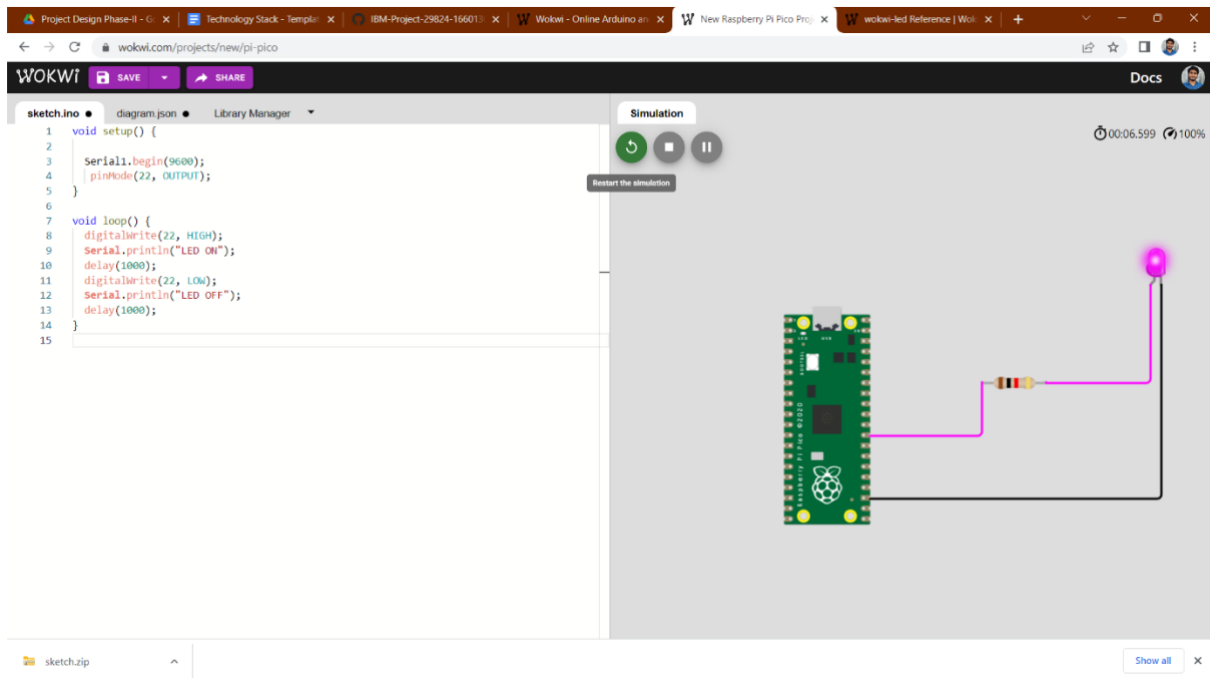 Project Design Phase-II - G
Technology Stack - Templat
IBM-Project-29824-166013
Wokwi - Online Arduino an
New Raspberry Pi Pico Proj
wokwi-led Reference | Wok
wokwi.com/projects/new/pi-pico
WOKWi
SAVE
SHARE
Docs
sketch.ino
diagram.json
Library Manager
Simulation
00:06.599
100%
Restart the simulation
1 void setup() {
2
3 Serial1.begin(9600);
4 pinMode(22, OUTPUT);
5 }
6
7 void loop() {
8 digitalWrite(22, HIGH);
9 Serial.println("LED ON");
10 delay(1000);
11 digitalWrite(22, LOW);
12 Serial.println("LED OFF");
13 delay(1000);
14 }
15
LED
USB
BOOTSEL
Raspberry Pi Pico ©2020
sketch.zip
Show all